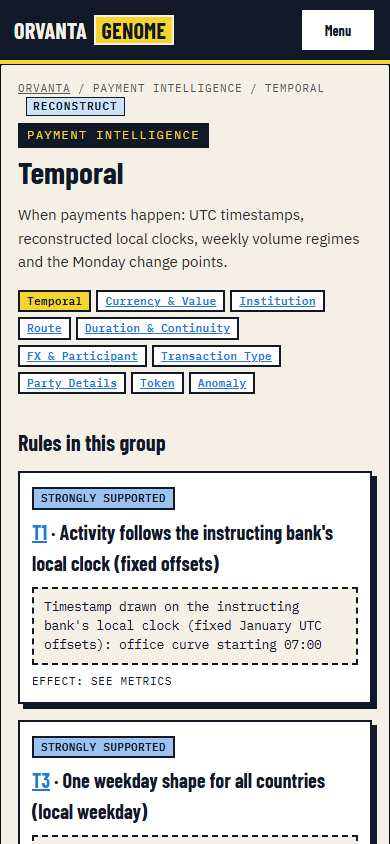 ORVANTA GENOME
Menu
ORVANTA / PAYMENT INTELLIGENCE / TEMPORAL
RECONSTRUCT
PAYMENT INTELLIGENCE
Temporal
When payments happen: UTC timestamps,
reconstructed local clocks, weekly volume regimes
and the Monday change points.
Temporal Currency & Value Institution
Route Duration & Continuity
FX & Participant Transaction Type
Party Details Token Anomaly
Rules in this group
STRONGLY SUPPORTED
T1 · Activity follows the instructing bank's
local clock (fixed offsets)
Timestamp drawn on the instructing
bank's local clock (fixed January UTC
offsets): office curve starting 07:00
EFFECT: SEE METRICS
STRONGLY SUPPORTED
T3 · One weekday shape for all countries
(local weekday)